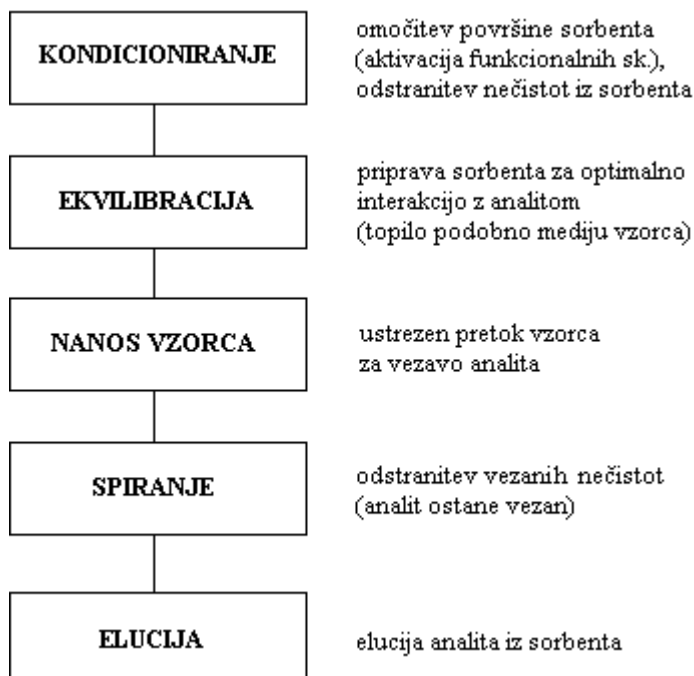 KONDICIONIRANJE
omočitev površine sorbenta
(aktivacija funkcionalnih sk.),
odstranitev nečistot iz sorbenta
EKVILIBRACIJA
priprava sorbenta za optimalno
interakcijo z analitom
(topilo podobno mediju vzorca)
NANOS VZORCA
ustrezen pretok vzorca
za vezavo analita
SPIRANJE
odstranitev vezanih nečistot
(analit ostane vezan)
ELUCIJA
elucija analita iz sorbenta